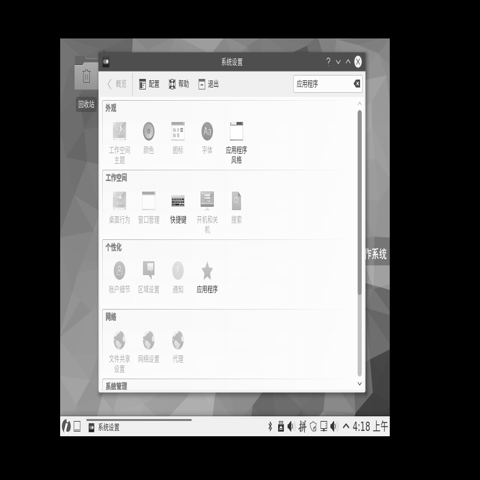 系统设置
概览 配置 帮助 退出 应用程序
回收站
外观
工作空间主题 颜色 图标 字体 应用程序风格
工作空间
桌面行为 窗口管理 快捷键 开机和关机 搜索
作系统
个性化
账户细节 区域设置 通知 应用程序
网络
文件共享设置 网络设置 代理
系统管理
系统设置 拼 4:18 上午